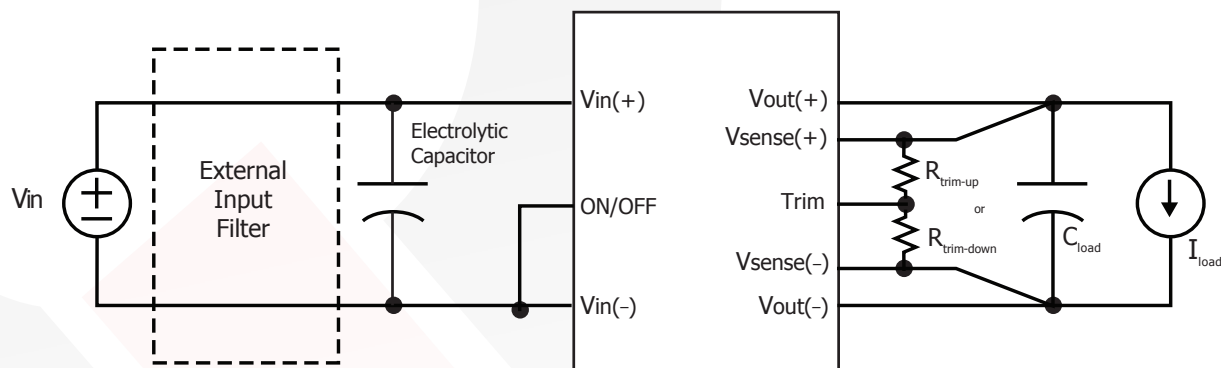 Vin
External
Input
Filter
Electrolytic
Capacitor
Vin(+)
ON/OFF
Vin(−)
Vout(+)
Vsense(+)
Trim
Vsense(−)
Vout(−)
Rtrim-up
or
Rtrim-down
Cload
Iload